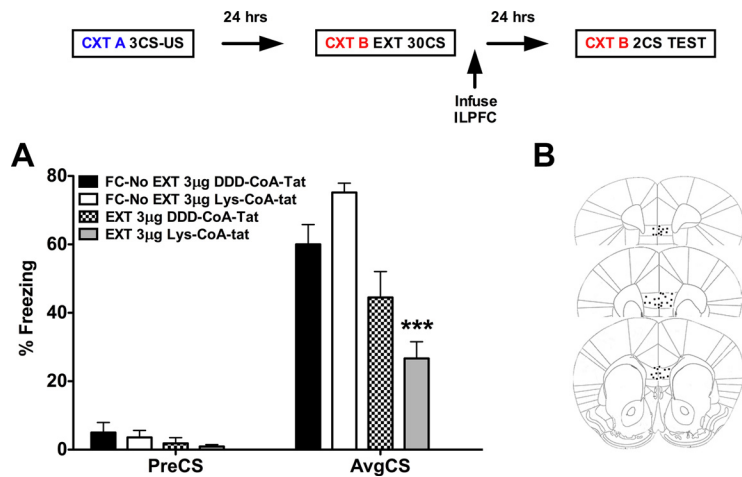 24 hrs
24 hrs
CXT A 3CS-US
CXT B EXT 30CS
CXT B 2CS TEST
Infuse
ILPFC
A
B
80
60
40
20
0
% Freezing
FC-No EXT 3μg DDD-CoA-Tat
FC-No EXT 3μg Lys-CoA-tat
EXT 3μg DDD-CoA-Tat
EXT 3μg Lys-CoA-tat
***
PreCS
AvgCS